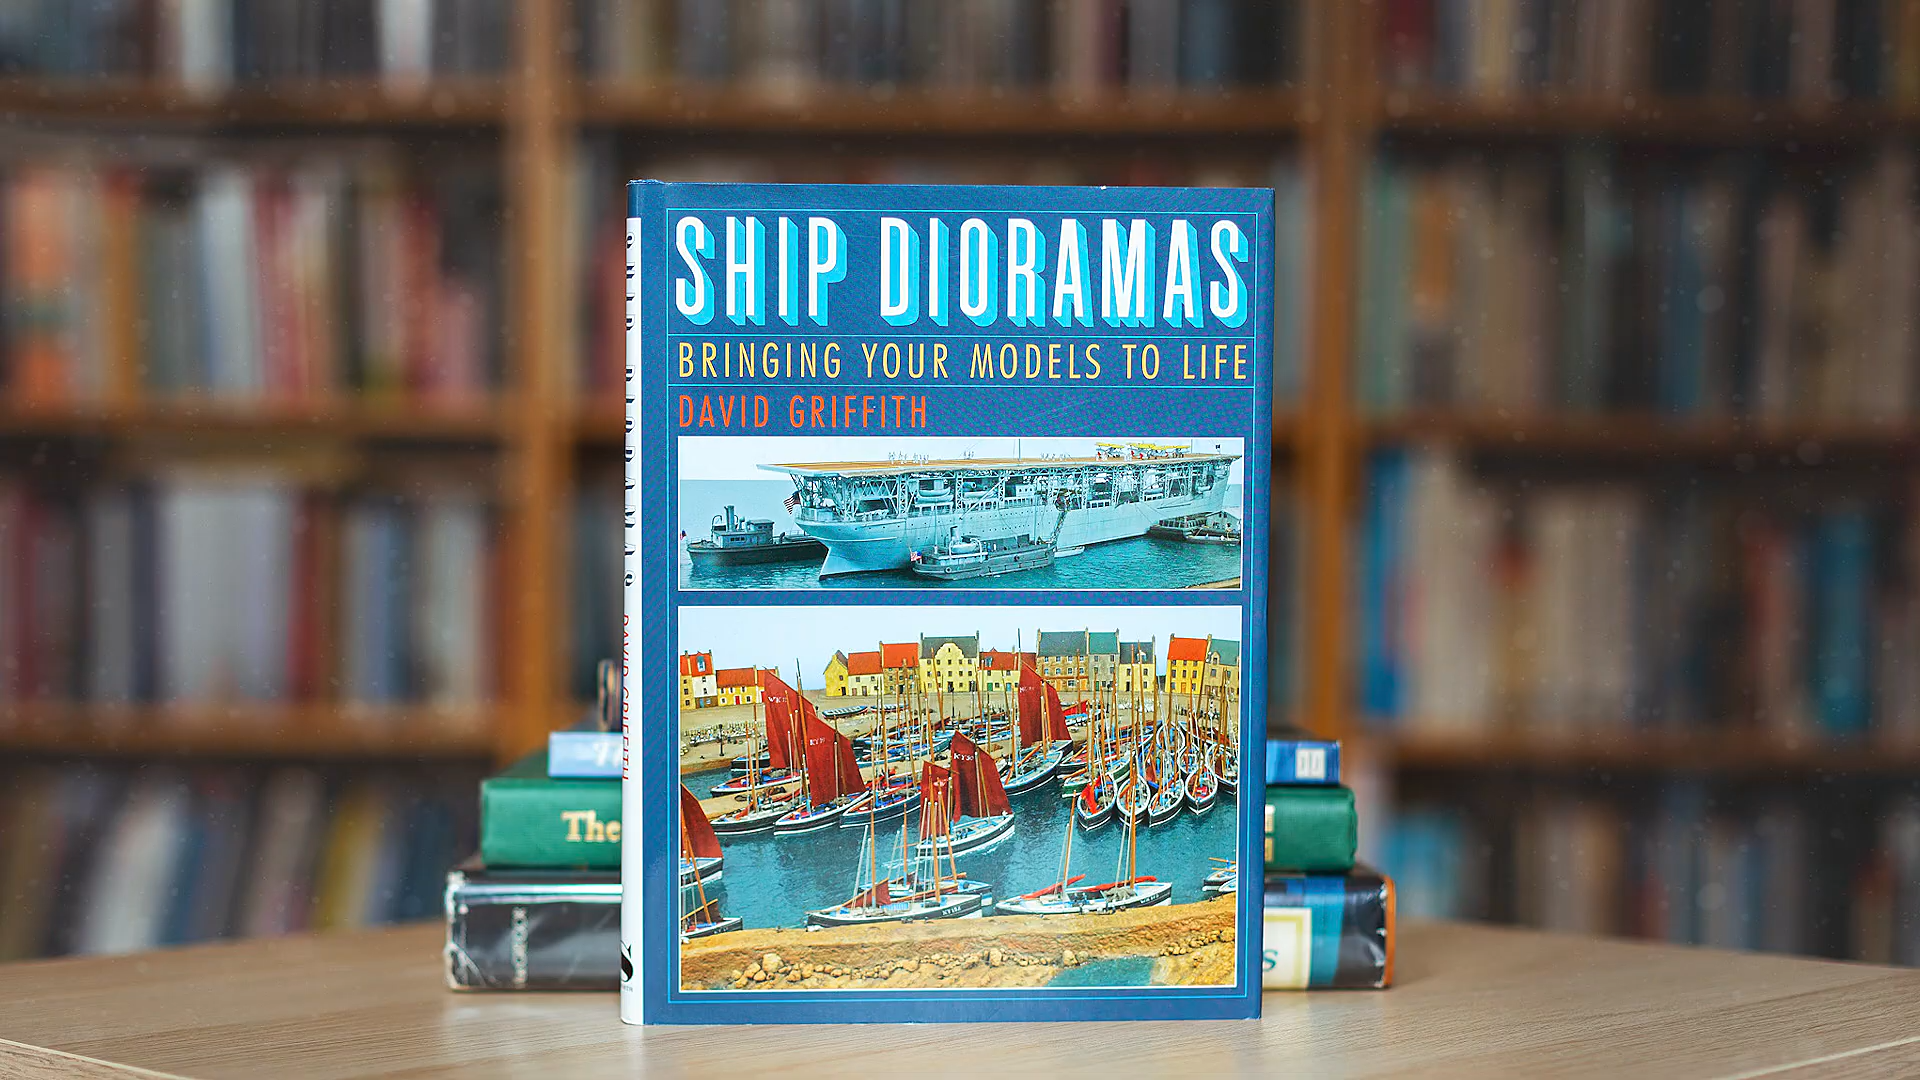 SHIP DIORAMAS
BRINGING YOUR MODELS TO LIFE
DAVID GRIFFITH
SHIP DIORAMAS DAVID GRIFFITH
The